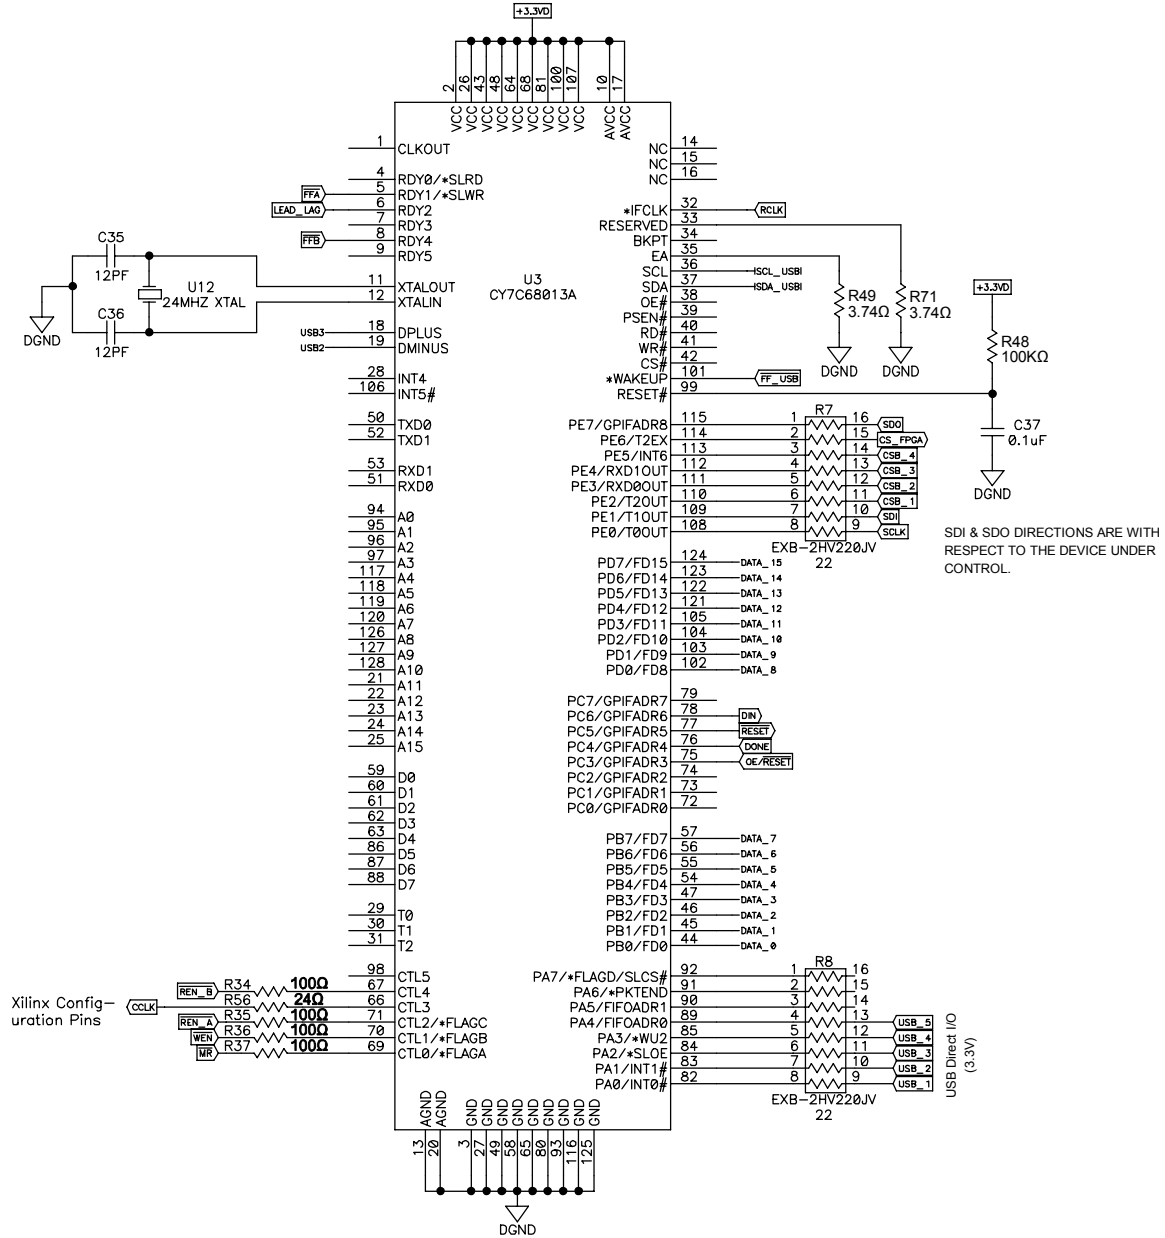 +3.3VD
2 26 43 48 64 68 81 100 107 10 17
VCC VCC VCC VCC VCC VCC VCC VCC VCC AVCC AVCC
U3
CY7C68013A
1 CLKOUT
4 RDY0/*SLRD
FFA 5 RDY1/*SLWR
LEAD_LAG 6 RDY2
7 RDY3
FFB 8 RDY4
9 RDY5
C35
12PF
U12
24MHZ XTAL
C36
12PF
DGND
11 XTALOUT
12 XTALIN
USB3 18 DPLUS
USB2 19 DMINUS
28 INT4
106 INT5#
50 TXD0
52 TXD1
53 RXD1
51 RXD0
94 A0
95 A1
96 A2
97 A3
117 A4
118 A5
119 A6
120 A7
126 A8
127 A9
128 A10
21 A11
22 A12
23 A13
24 A14
25 A15
59 D0
60 D1
61 D2
62 D3
63 D4
86 D5
87 D6
88 D7
29 T0
30 T1
31 T2
98 CTL5
REN_B R34 100Ω 67 CTL4
Xilinx Config-
uration Pins
CCLK R56 24Ω 66 CTL3
REN_A R35 100Ω 71 CTL2/*FLAGC
WEN R36 100Ω 70 CTL1/*FLAGB
MR R37 100Ω 69 CTL0/*FLAGA
NC 14
NC 15
NC 16
*IFCLK 32 RCLK
RESERVED 33
BKPT 34
EA 35
SCL 36 ISCL_USBI
SDA 37 ISDA_USBI
OE# 38
PSEN# 39
RD# 40
WR# 41
CS# 42
*WAKEUP 101 FF_USB
RESET# 99
R49
3.74Ω
DGND
R71
3.74Ω
DGND
+3.3VD
R48
100KΩ
C37
0.1uF
DGND
R7
PE7/GPIFADR8 115 1 16 SDO
PE6/T2EX 114 2 15 CS_FPGA
PE5/INT6 113 3 14 CSB_4
PE4/RXD1OUT 112 4 13 CSB_3
PE3/RXD0OUT 111 5 12 CSB_2
PE2/T2OUT 110 6 11 CSB_1
PE1/T1OUT 109 7 10 SDI
PE0/T0OUT 108 8 9 SCLK
EXB-2HV220JV
22
SDI & SDO DIRECTIONS ARE WITH
RESPECT TO THE DEVICE UNDER
CONTROL.
PD7/FD15 124 DATA_15
PD6/FD14 123 DATA_14
PD5/FD13 122 DATA_13
PD4/FD12 121 DATA_12
PD3/FD11 105 DATA_11
PD2/FD10 104 DATA_10
PD1/FD9 103 DATA_9
PD0/FD8 102 DATA_8
PC7/GPIFADR7 79
PC6/GPIFADR6 78 DIN
PC5/GPIFADR5 77 RESET
PC4/GPIFADR4 76 DONE
PC3/GPIFADR3 75 OE/RESET
PC2/GPIFADR2 74
PC1/GPIFADR1 73
PC0/GPIFADR0 72
PB7/FD7 57 DATA_7
PB6/FD6 56 DATA_6
PB5/FD5 55 DATA_5
PB4/FD4 54 DATA_4
PB3/FD3 47 DATA_3
PB2/FD2 46 DATA_2
PB1/FD1 45 DATA_1
PB0/FD0 44 DATA_0
R8
PA7/*FLAGD/SLCS# 92 1 16
PA6/*PKTEND 91 2 15
PA5/FIFOADR1 90 3 14
PA4/FIFOADR0 89 4 13 USB_5
PA3/*WU2 85 5 12 USB_4
PA2/*SLOE 84 6 11 USB_3
PA1/INT1# 83 7 10 USB_2
PA0/INT0# 82 8 9 USB_1
EXB-2HV220JV
22
USB Direct I/O
(3.3V)
AGND AGND GND GND GND GND GND GND GND GND GND
13 20 3 27 49 58 65 80 93 116 125
DGND